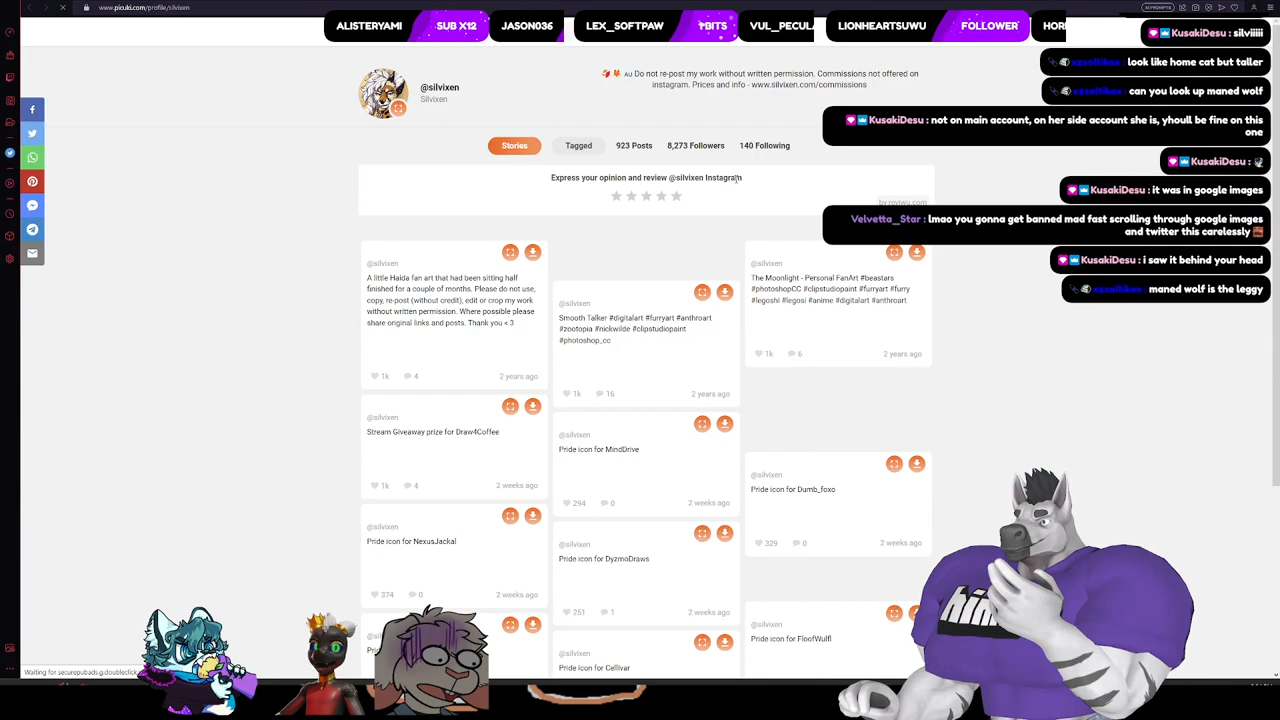 www.picuki.com/profile/silvixen
ALISTERYAMI
SUB X12
JASON036
LEX_SOFTPAW
+BITS
VUL_PECULA
LIONHEARTSUWU
FOLLOWER
HOR
@silvixen
Silvixen
AU Do not re-post my work without written permission. Commissions not offered on
instagram. Prices and info - www.silvixen.com/commissions
Stories
Tagged
923 Posts
8,273 Followers
140 Following
Express your opinion and review @silvixen Instagram
by reviwu.com
@silvixen
A little Haida fan art that had been sitting half
finished for a couple of months. Please do not use,
copy, re-post (without credit), edit or crop my work
without written permission. Where possible please
share original links and posts. Thank you < 3
1k
4
2 years ago
@silvixen
Stream Giveaway prize for Draw4Coffee
1k
4
2 weeks ago
@silvixen
Pride icon for NexusJackal
374
0
2 weeks ago
@silvixen
Smooth Talker #digitalart #furryart #anthroart
#zootopia #nickwilde #clipstudiopaint
#photoshop_cc
1k
16
2 years ago
@silvixen
Pride icon for MindDrive
294
0
2 weeks ago
@silvixen
Pride icon for DyzmoDraws
251
1
2 weeks ago
@silvixen
Pride icon for Cellivar
@silvixen
The Moonlight - Personal FanArt #beastars
#photoshopCC #clipstudiopaint #furryart #furry
#legoshi #legosi #anime #digitalart #anthroart
1k
6
2 years ago
@silvixen
Pride icon for Dumb_foxo
329
0
2 weeks ago
@silvixen
Pride icon for FloofWulfl
KusakiDesu : silviiiii
look like home cat but taller
can you look up maned wolf
KusakiDesu : not on main account, on her side account she is, yhoull be fine on this
one
KusakiDesu :
KusakiDesu : it was in google images
Velvetta_Star : lmao you gonna get banned mad fast scrolling through google images
and twitter this carelessly
KusakiDesu : i saw it behind your head
maned wolf is the leggy
Waiting for securepubads.g.doubleclick.